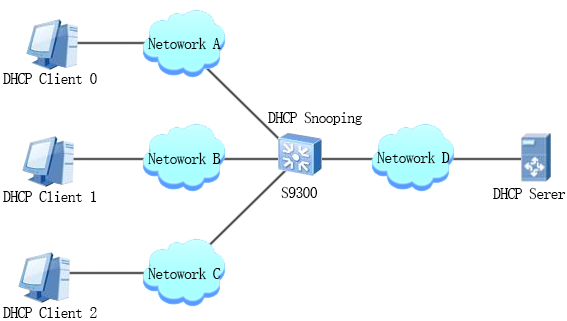 Netowork A
DHCP Client 0
DHCP Snooping
Netowork B
Netowork D
DHCP Client 1
S9300
DHCP Serer
Netowork C
DHCP Client 2